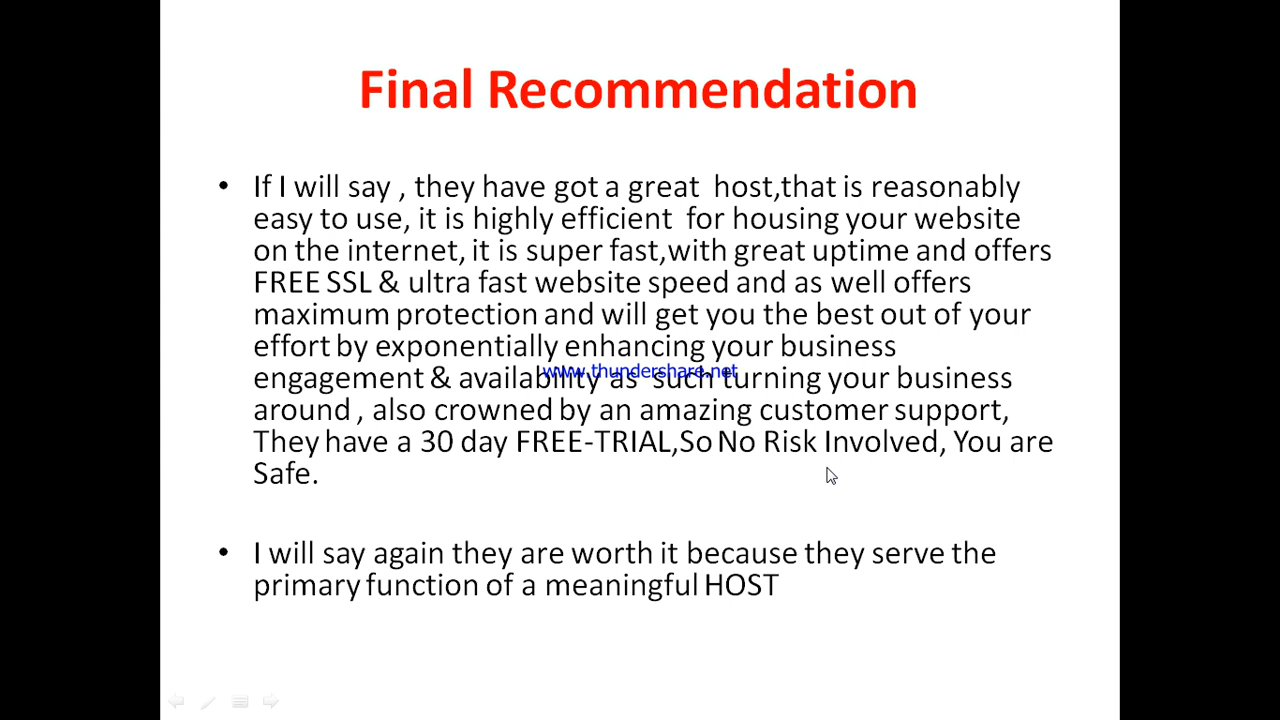 Final Recommendation
• If I will say , they have got a great host,that is reasonably
easy to use, it is highly efficient for housing your website
on the internet, it is super fast,with great uptime and offers
FREE SSL & ultra fast website speed and as well offers
maximum protection and will get you the best out of your
effort by exponentially enhancing your business
www.thundershare.net
engagement & availability as such turning your business
around , also crowned by an amazing customer support,
They have a 30 day FREE-TRIAL,So No Risk Involved, You are
Safe.
• I will say again they are worth it because they serve the
primary function of a meaningful HOST